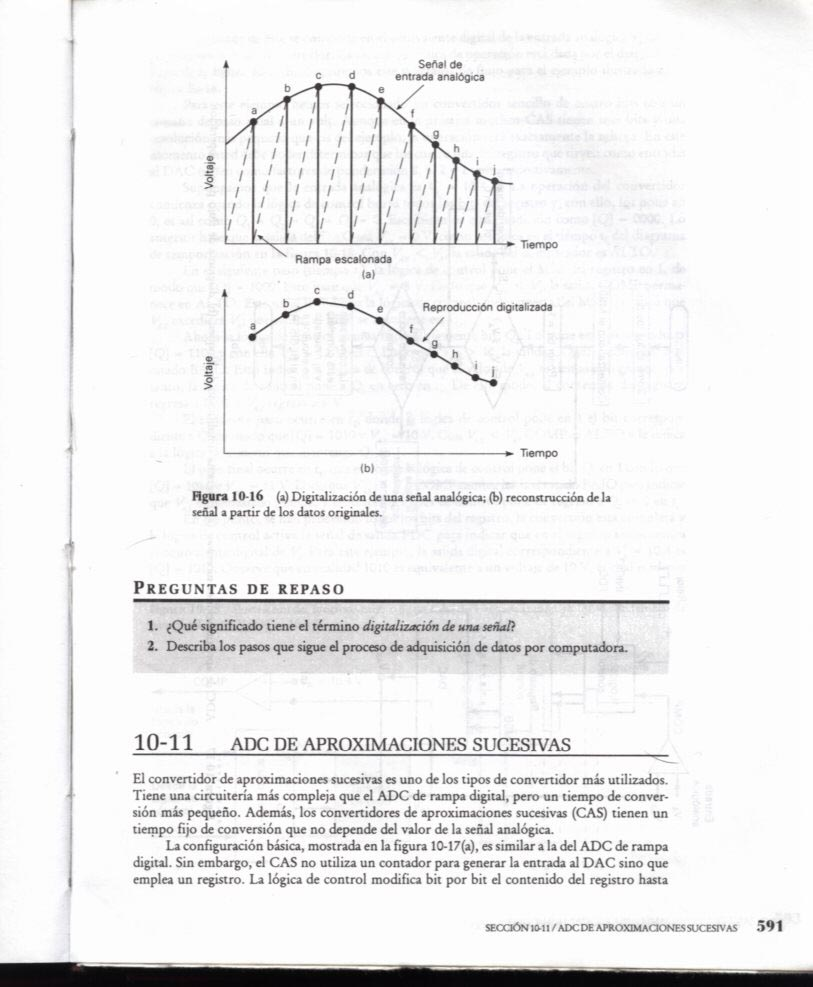 Señal de
entrada analógica
a b c d e f g h i j
Voltaje
Tiempo
Rampa escalonada
(a)
a b c d e f g h i j
Reproducción digitalizada
Voltaje
Tiempo
(b)
Figura 10-16 (a) Digitalización de una señal analógica; (b) reconstrucción de la
señal a partir de los datos originales.
PREGUNTAS DE REPASO
1. ¿Qué significado tiene el término digitalización de una señal?
2. Describa los pasos que sigue el proceso de adquisición de datos por computadora.
10-11 ADC DE APROXIMACIONES SUCESIVAS
El convertidor de aproximaciones sucesivas es uno de los tipos de convertidor más utilizados.
Tiene una circuitería más compleja que el ADC de rampa digital, pero un tiempo de conver-
sión más pequeño. Además, los convertidores de aproximaciones sucesivas (CAS) tienen un
tiempo fijo de conversión que no depende del valor de la señal analógica.
La configuración básica, mostrada en la figura 10-17(a), es similar a la del ADC de rampa
digital. Sin embargo, el CAS no utiliza un contador para generar la entrada al DAC sino que
emplea un registro. La lógica de control modifica bit por bit el contenido del registro hasta
SECCIÓN 10-11 / ADC DE APROXIMACIONES SUCESIVAS 591